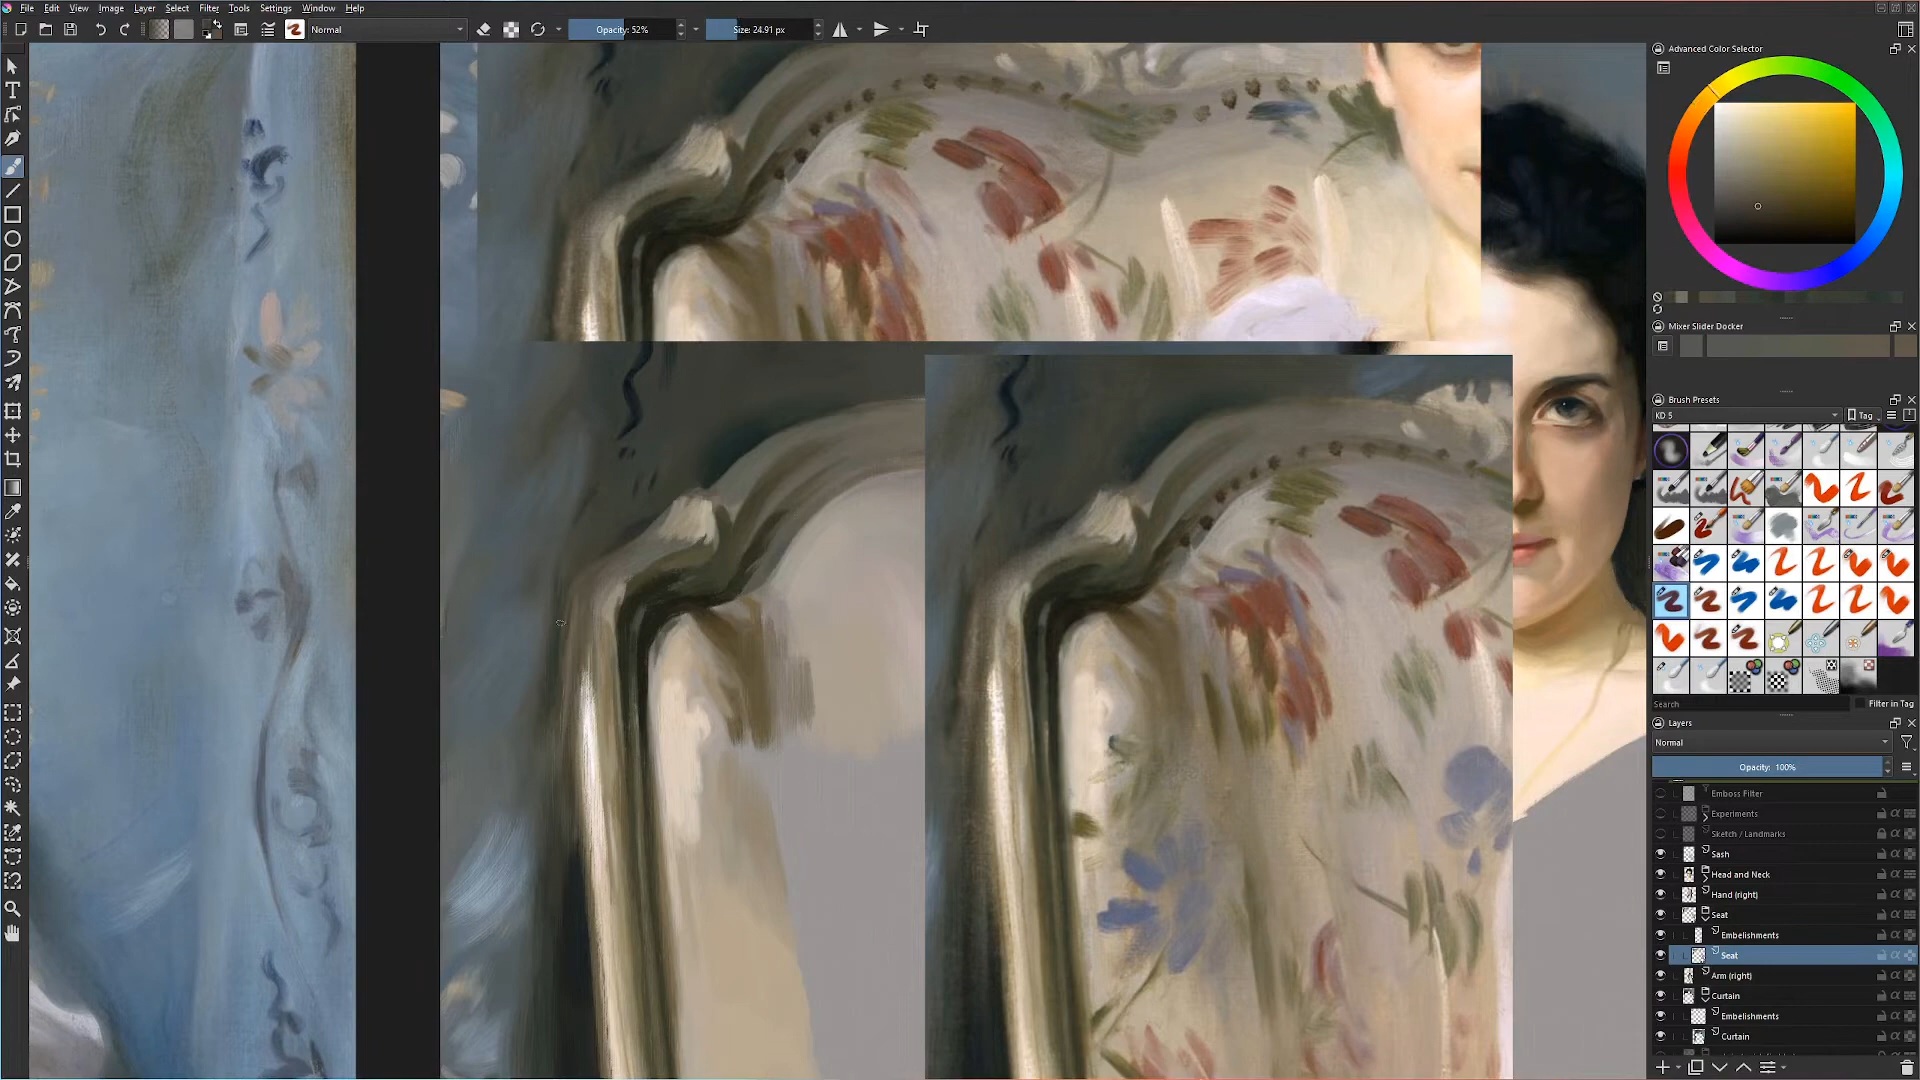 File Edit View Image Layer Select Filter Tools Settings Window Help
Normal
Opacity: 52%
Size: 24.91 px
Advanced Color Selector
Mixer Slider Docker
Brush Presets
KD 5
Tag
Search
Filter in Tag
Layers
Normal
Opacity: 100%
Emboss Filter
Experiments
Sketch / Landmarks
Sash
Head and Neck
Hand (right)
Seat
Embelishments
Seat
Arm (right)
Curtain
Embelishments
Curtain